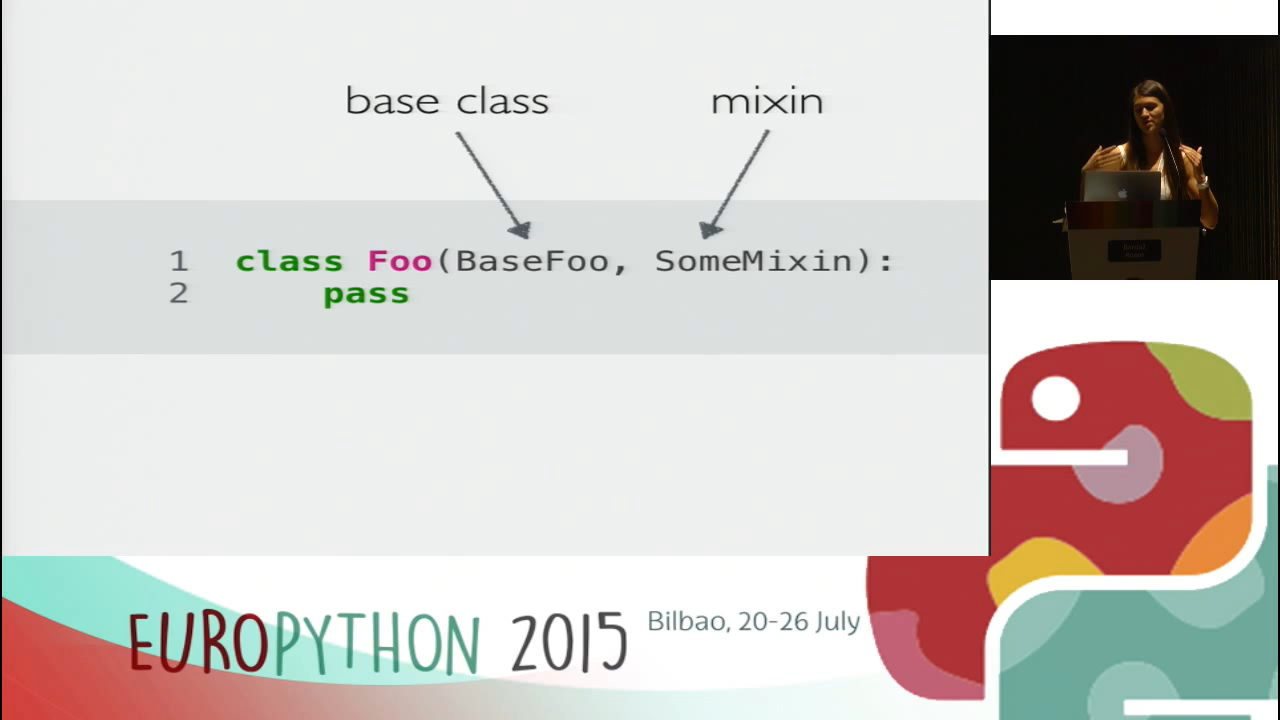 base class
mixin
1 class Foo(BaseFoo, SomeMixin):
2 pass
EUROPYTHON 2015
Bilbao, 20-26 July